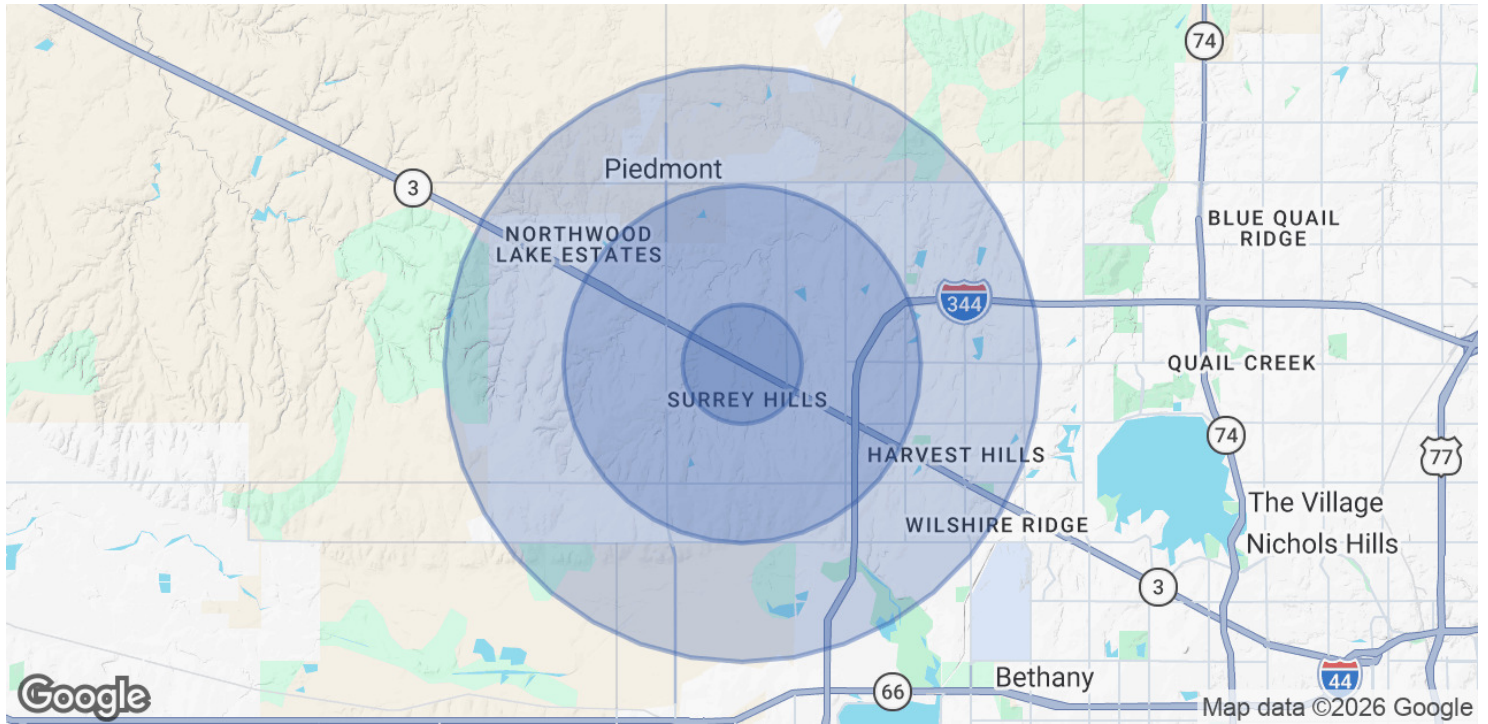 74
Piedmont
3
NORTHWOOD
LAKE ESTATES
BLUE QUAIL
RIDGE
344
QUAIL CREEK
SURREY HILLS
74
HARVEST HILLS
77
The Village
WILSHIRE RIDGE
Nichols Hills
3
Bethany
44
66
Google
Map data ©2026 Google